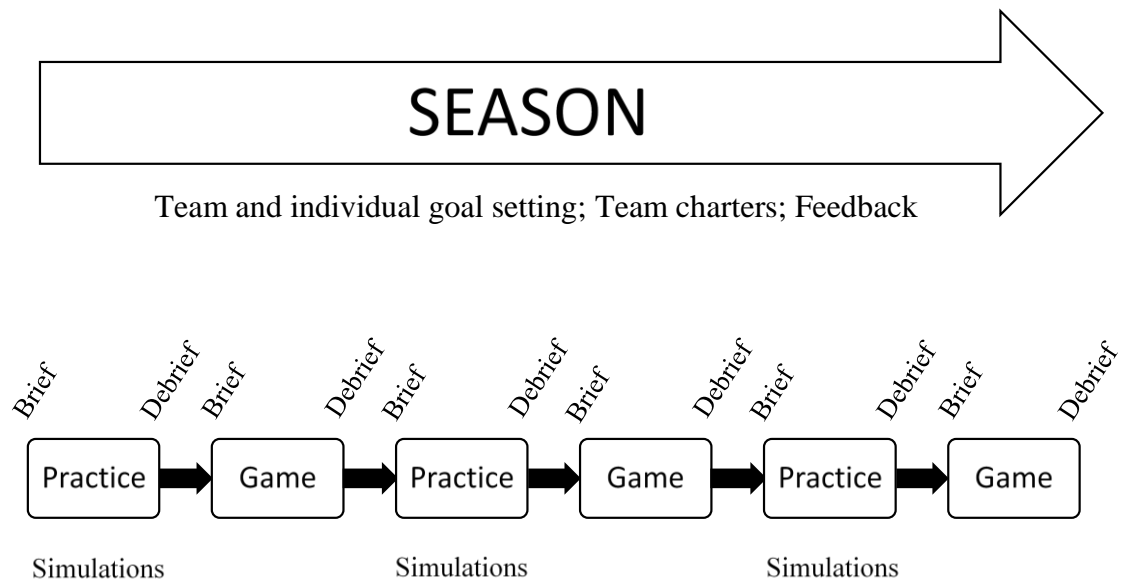 SEASON
Team and individual goal setting; Team charters; Feedback
Brief Debrief Brief Debrief Brief Debrief Brief Debrief Brief Debrief Brief Debrief
Practice Game Practice Game Practice Game
Simulations Simulations Simulations